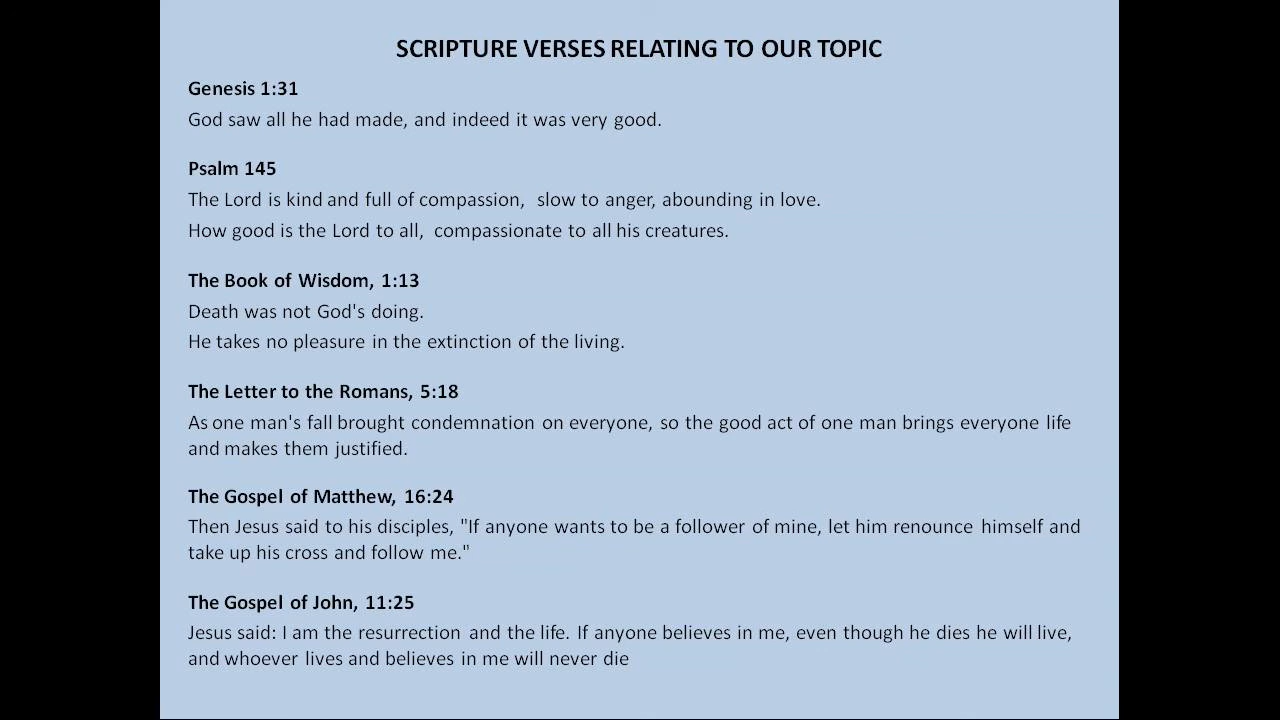 SCRIPTURE VERSES RELATING TO OUR TOPIC
Genesis 1:31
God saw all he had made, and indeed it was very good.
Psalm 145
The Lord is kind and full of compassion,  slow to anger, abounding in love.
How good is the Lord to all,  compassionate to all his creatures.
The Book of Wisdom, 1:13
Death was not God's doing.
He takes no pleasure in the extinction of the living.
The Letter to the Romans, 5:18
As one man's fall brought condemnation on everyone, so the good act of one man brings everyone life
and makes them justified.
The Gospel of Matthew, 16:24
Then Jesus said to his disciples, "If anyone wants to be a follower of mine, let him renounce himself and
take up his cross and follow me."
The Gospel of John, 11:25
Jesus said: I am the resurrection and the life. If anyone believes in me, even though he dies he will live,
and whoever lives and believes in me will never die